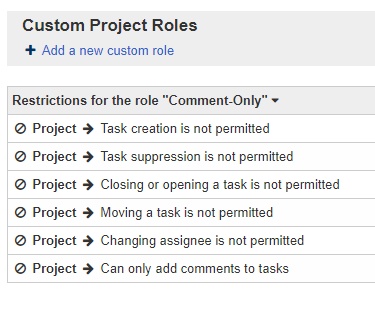 Custom Project Roles
Add a new custom role
Restrictions for the role "Comment-Only"
Project Task creation is not permitted
Project Task suppression is not permitted
Project Closing or opening a task is not permitted
Project Moving a task is not permitted
Project Changing assignee is not permitted
Project Can only add comments to tasks